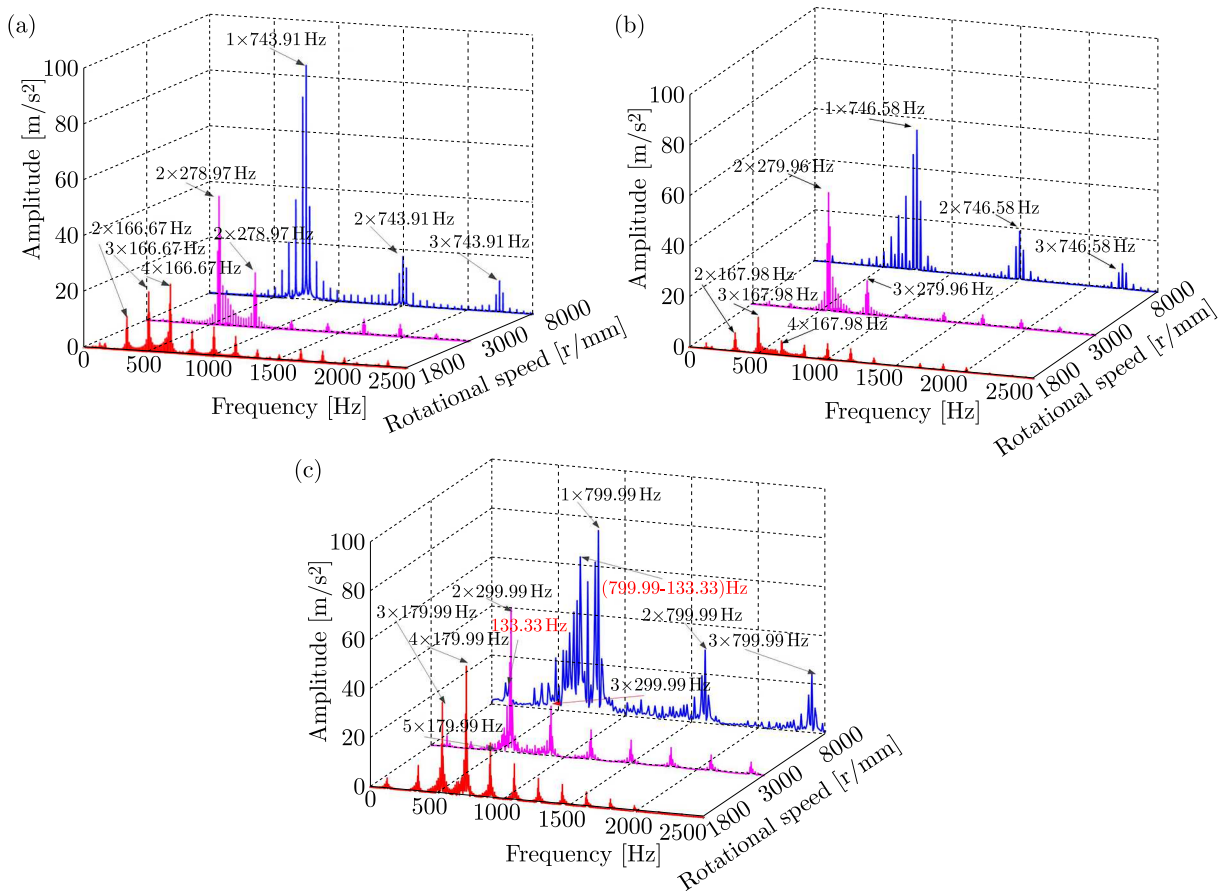 (a)
1×743.91 Hz
2×278.97 Hz
2×166.67 Hz
3×166.67 Hz
4×166.67 Hz
2×278.97 Hz
2×743.91 Hz
3×743.91 Hz
Amplitude [m/s²]
100
80
60
40
20
0
0
500
1000
1500
2000
2500
Frequency [Hz]
1800
3000
8000
Rotational speed [r/mm]
(b)
1×746.58 Hz
2×279.96 Hz
2×746.58 Hz
3×746.58 Hz
2×167.98 Hz
3×167.98 Hz
3×279.96 Hz
4×167.98 Hz
Amplitude [m/s²]
100
80
60
40
20
0
0
500
1000
1500
2000
2500
Frequency [Hz]
1800
3000
8000
Rotational speed [r/mm]
(c)
1×799.99 Hz
(799.99-133.33)Hz
2×299.99 Hz
3×179.99 Hz
133.33 Hz
4×179.99 Hz
2×799.99 Hz
3×799.99 Hz
3×299.99 Hz
5×179.99 Hz
Amplitude [m/s²]
100
80
60
40
20
0
0
500
1000
1500
2000
2500
Frequency [Hz]
1800
3000
8000
Rotational speed [r/mm]